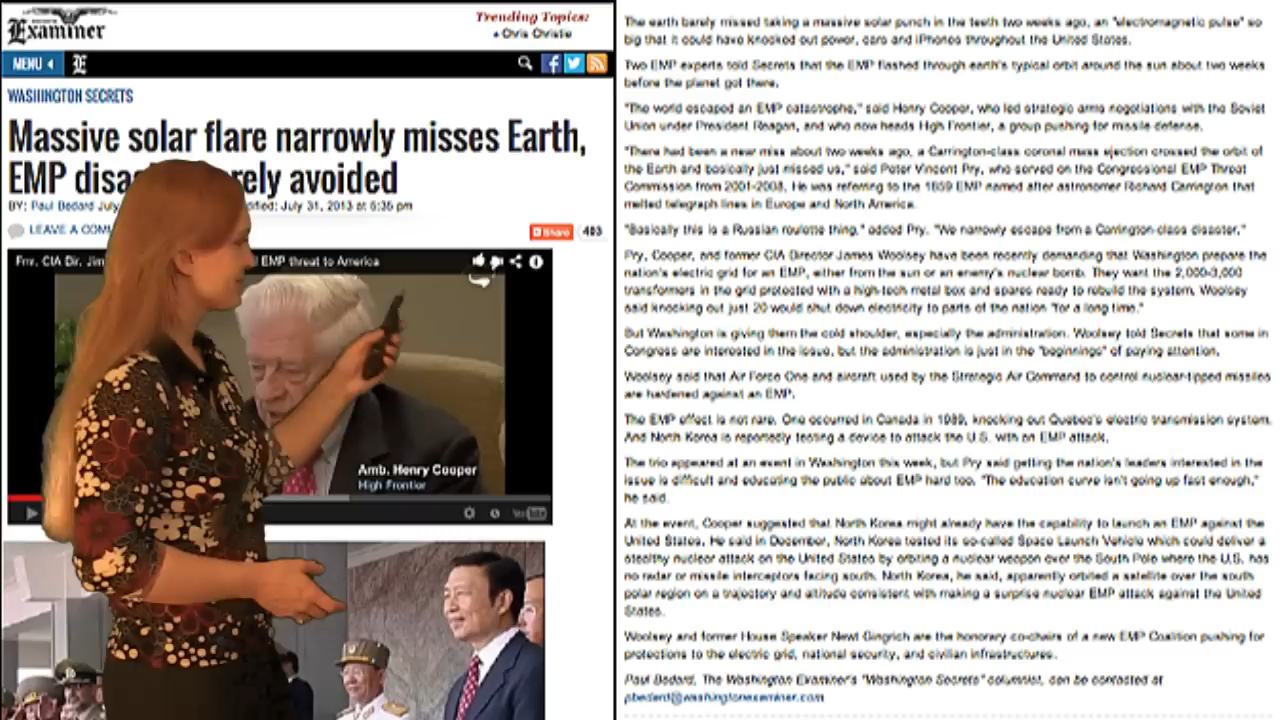 Examiner
Trending Topics:
Chris Christie
MENU
E
WASHINGTON SECRETS
Massive solar flare narrowly misses Earth,
EMP disa rely avoided
BY: Paul Bedard July ified: July 31, 2013 at 5:35 pm
LEAVE A COM
Share 483
Fmr. CIA Dir. Jim EMP threat to America
Amb. Henry Cooper
High Frontier
The earth barely missed taking a massive solar punch in the teeth two weeks ago, an "electromagnetic pulse" so
big that it could have knocked out power, cars and iPhones throughout the United States.
Two EMP experts told Secrets that the EMP flashed through earth's typical orbit around the sun about two weeks
before the planet got there.
"The world escaped an EMP catastrophe," said Henry Cooper, who led strategic arms negotiations with the Soviet
Union under President Reagan, and who now heads High Frontier, a group pushing for missile defense.
"There had been a near miss about two weeks ago, a Carrington-class coronal mass ejection crossed the orbit of
the Earth and basically just missed us," said Peter Vincent Pry, who served on the Congressional EMP Threat
Commission from 2001-2008. He was referring to the 1859 EMP named after astronomer Richard Carrington that
melted telegraph lines in Europe and North America.
"Basically this is a Russian roulette thing," added Pry. "We narrowly escape from a Carrington-class disaster."
Pry, Cooper, and former CIA Director James Woolsey have been recently demanding that Washington prepare the
nation's electric grid for an EMP, either from the sun or an enemy's nuclear bomb. They want the 2,000-3,000
transformers in the grid protected with a high-tech metal box and spares ready to rebuild the system. Woolsey
said knocking out just 20 would shut down electricity to parts of the nation "for a long time."
But Washington is giving them the cold shoulder, especially the administration. Woolsey told Secrets that some in
Congress are interested in the issue, but the administration is just in the "beginnings" of paying attention.
Woolsey said that Air Force One and aircraft used by the Strategic Air Command to control nuclear-tipped missiles
are hardened against an EMP.
The EMP effect is not rare. One occurred in Canada in 1989, knocking out Quebec's electric transmission system.
And North Korea is reportedly testing a device to attack the U.S. with an EMP attack.
The trio appeared at an event in Washington this week, but Pry said getting the nation's leaders interested in the
issue is difficult and educating the public about EMP hard too. "The education curve isn't going up fast enough,"
he said.
At the event, Cooper suggested that North Korea might already have the capability to launch an EMP against the
United States. He said in December, North Korea tested its so-called Space Launch Vehicle which could deliver a
stealthy nuclear attack on the United States by orbiting a nuclear weapon over the South Pole where the U.S. has
no radar or missile interceptors facing south. North Korea, he said, apparently orbited a satellite over the south
polar region on a trajectory and altitude consistent with making a surprise nuclear EMP attack against the United
States.
Woolsey and former House Speaker Newt Gingrich are the honorary co-chairs of a new EMP Coalition pushing for
protections to the electric grid, national security, and civilian infrastructures.
Paul Bedard, The Washington Examiner's "Washington Secrets" columnist, can be contacted at
pbedard@washingtonexaminer.com